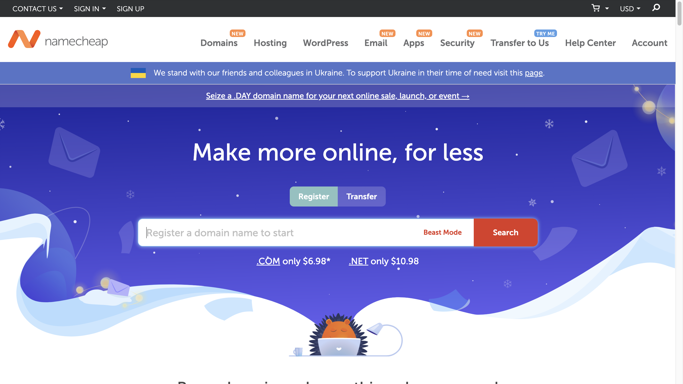 CONTACT US SIGN IN SIGN UP USD
namecheap
NEW NEW NEW NEW TRY ME
Domains Hosting WordPress Email Apps Security Transfer to Us Help Center Account
We stand with our friends and colleagues in Ukraine. To support Ukraine in their time of need visit this page.
Seize a .DAY domain name for your next online sale, launch, or event →
Make more online, for less
Register Transfer
Register a domain name to start Beast Mode Search
.COM only $6.98* .NET only $10.98